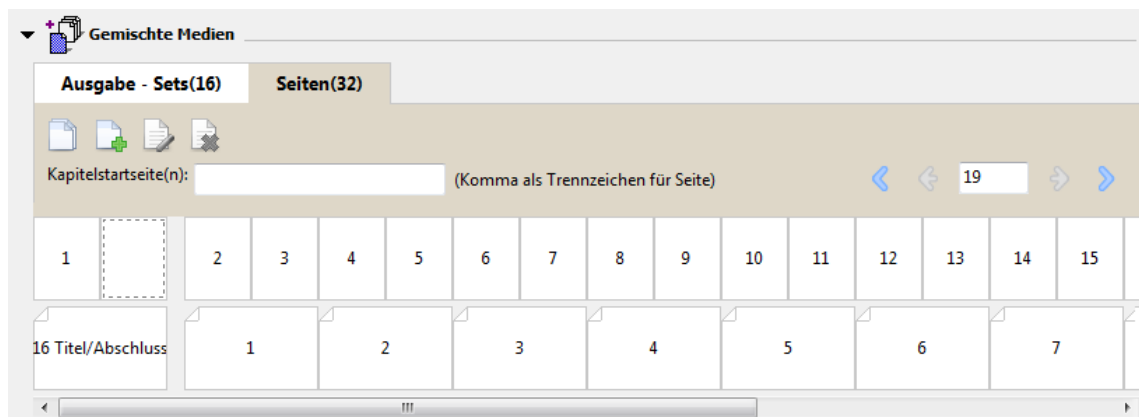 Gemischte Medien
Ausgabe - Sets(16) Seiten(32)
Kapitelstartseite(n): (Komma als Trennzeichen für Seite) 19
1 2 3 4 5 6 7 8 9 10 11 12 13 14 15
16 Titel/Abschluss 1 2 3 4 5 6 7